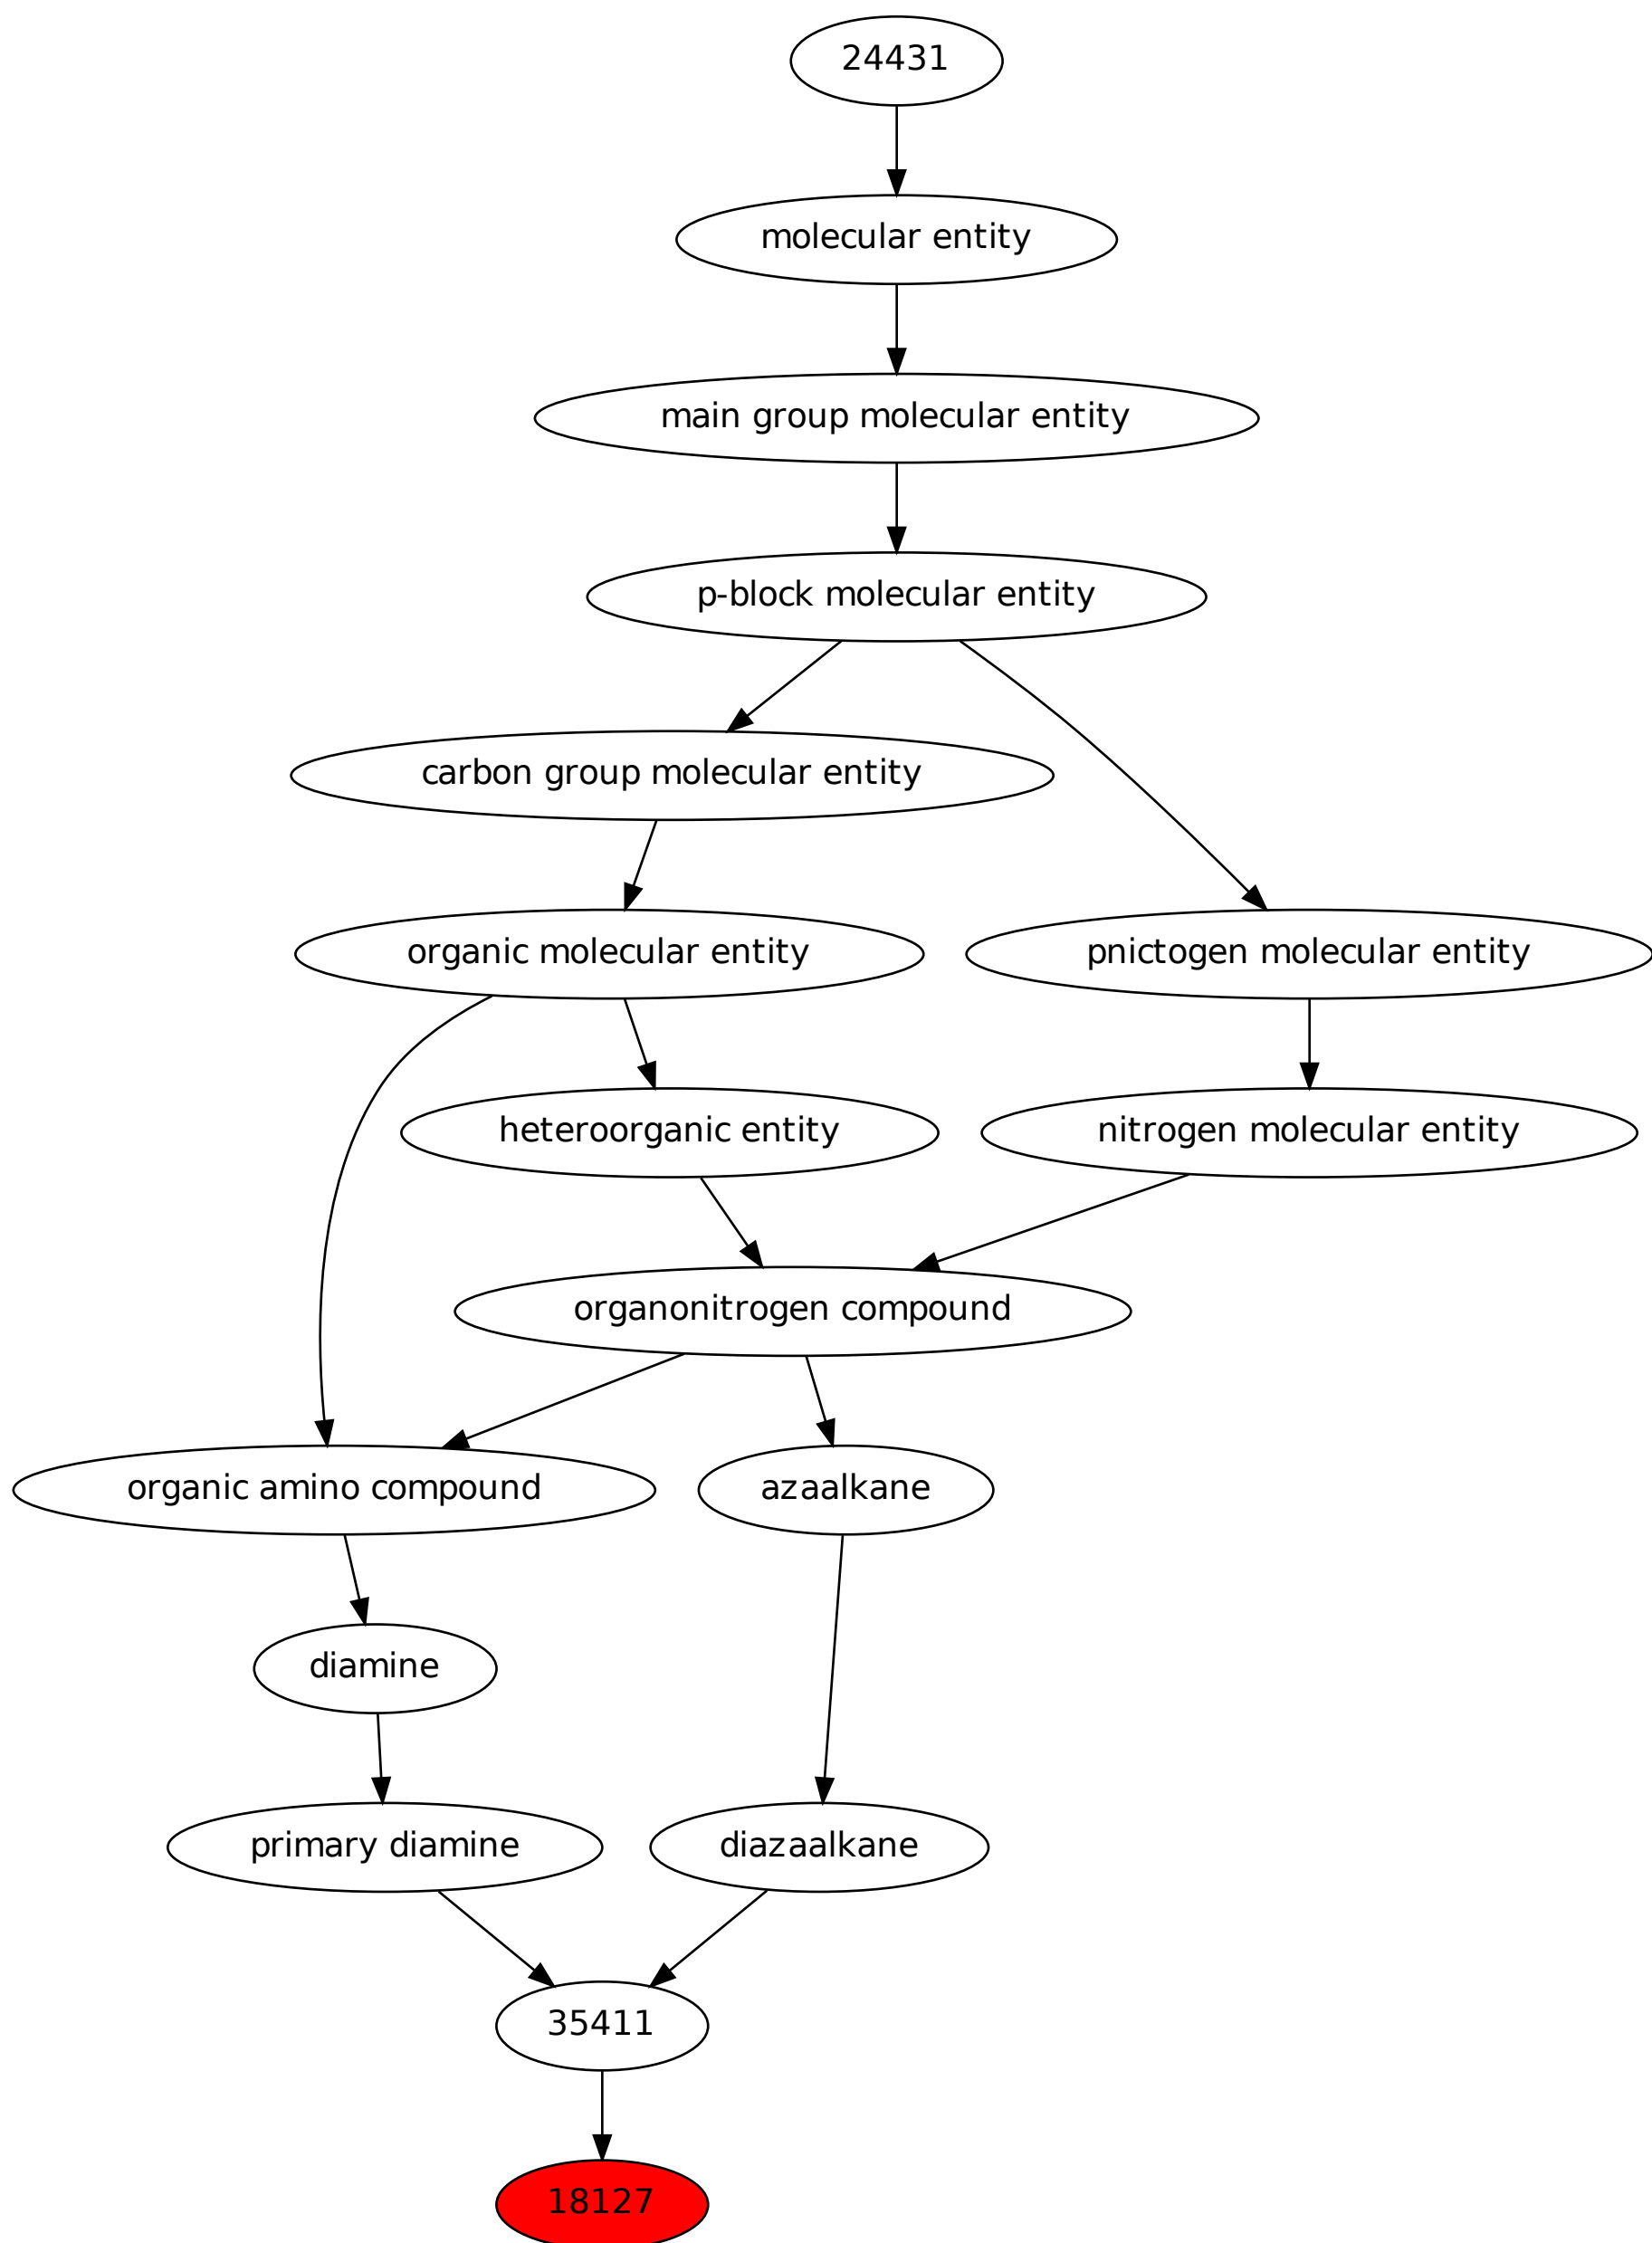 24431
molecular entity
main group molecular entity
p-block molecular entity
carbon group molecular entity
organic molecular entity
pnictogen molecular entity
heteroorganic entity
nitrogen molecular entity
organonitrogen compound
organic amino compound
azaalkane
diamine
primary diamine
diazaalkane
35411
18127